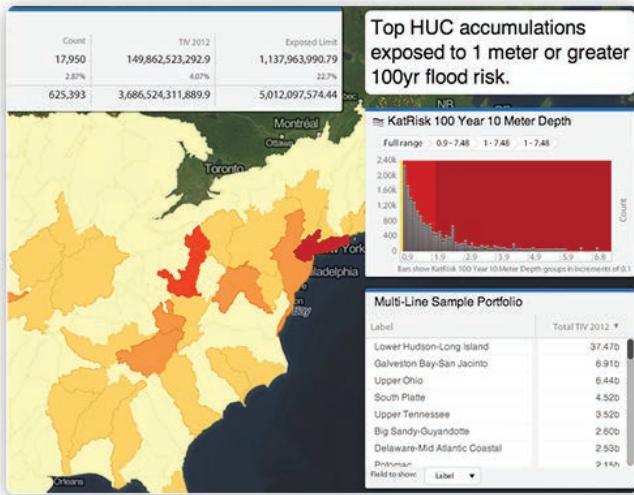 Count TIV 2012 Exposed Limit
17,950 149,862,523,292.9 1,137,963,990.79
2.87% 4.07% 22.7%
625,393 3,686,524,311,889.9 5,012,097,574.44
Top HUC accumulations
exposed to 1 meter or greater
100yr flood risk.
NB
Montréal
Ottawa
Toronto
York
ladelphia
Bay
Orleans
KatRisk 100 Year 10 Meter Depth
Full range 0.9 - 7.48 1 - 7.48 1 - 7.48
2.40k
2.00k
1.60k
1.20k
800
400
0
Count
0.9 1.9 2.9 3.9 4.9 5.9 6.8
Bars show KatRisk 100 Year 10 Meter Depth groups in increments of 0.1
Multi-Line Sample Portfolio
Label Total TIV 2012 ▼
Lower Hudson-Long Island 37.47b
Galveston Bay-San Jacinto 6.91b
Upper Ohio 6.44b
South Platte 4.52b
Upper Tennessee 3.52b
Big Sandy-Guyandotte 2.60b
Delaware-Mid Atlantic Coastal 2.53b
Potomac 2.15b
Field to show: Label ▼